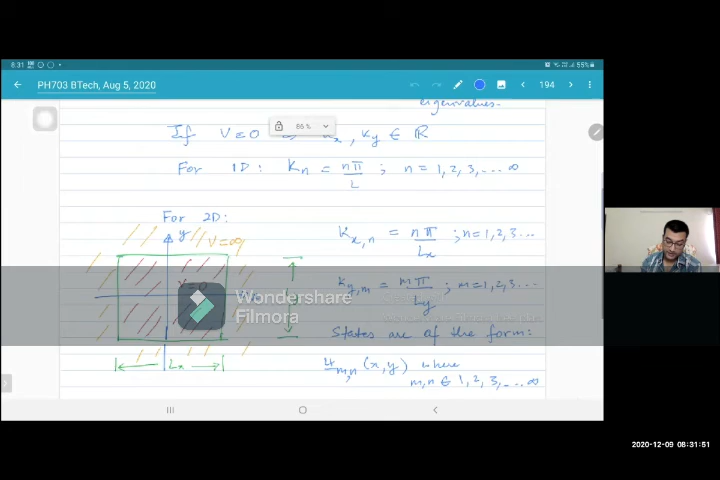 8:31
55%
PH703 BTech, Aug 5, 2020
194
eigenvalues.
86 %
If V=0 , Ky ∈ ℝ
For 1D: Kn = nπ/L ; n = 1, 2, 3, .... ∞
For 2D:
y
V=∞
Kx,n = nπ/Lx ; n=1,2,3...
V=0
Ky,m = mπ/Ly ; m=1,2,3...
Wondershare
Filmora
States are of the form:
Lx
Ψm,n (x,y) where
m,n ∈ 1, 2, 3, .... ∞
2020-12-09 08:31:51